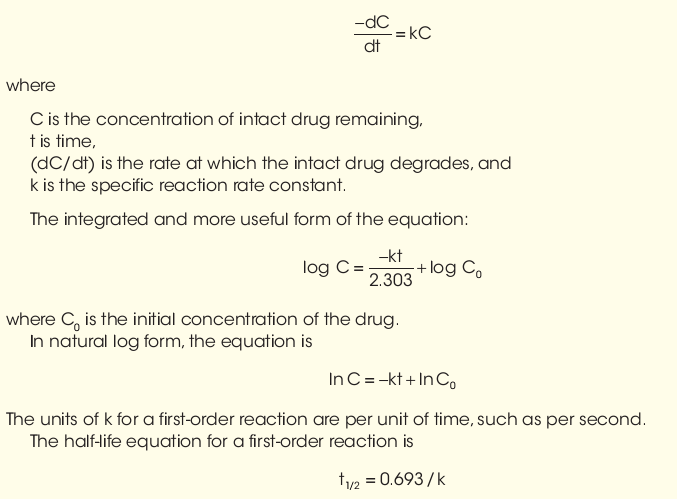 –dC
dt
= kC
where
C is the concentration of intact drug remaining,
t is time,
(dC/dt) is the rate at which the intact drug degrades, and
k is the specific reaction rate constant.
The integrated and more useful form of the equation:
log C = –kt / 2.303 + log C₀
where C₀ is the initial concentration of the drug.
In natural log form, the equation is
ln C = –kt + ln C₀
The units of k for a first-order reaction are per unit of time, such as per second.
The half-life equation for a first-order reaction is
t₁/₂ = 0.693 / k